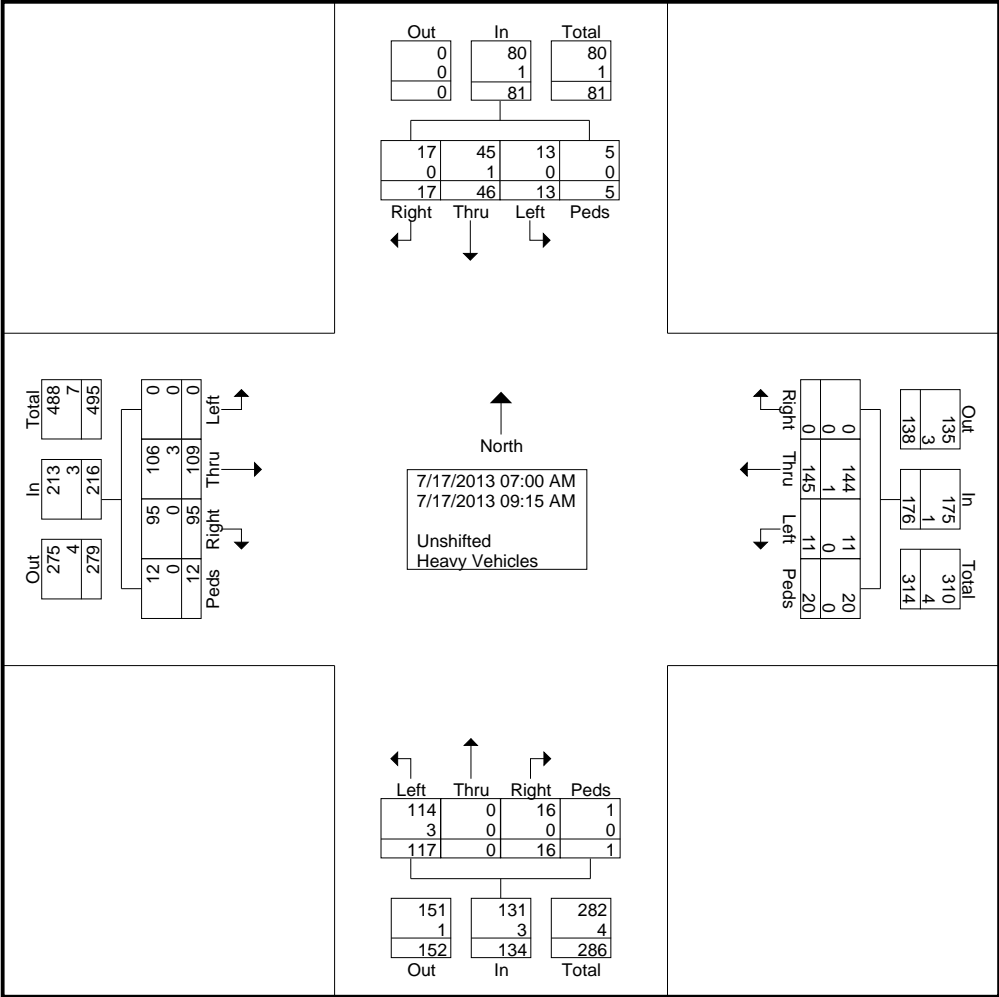 Out In Total
0 80 80
0 1 1
0 81 81
17 45 13 5
0 1 0 0
17 46 13 5
Right Thru Left Peds
Total
488
7
495
In
213
3
216
Out
275
4
279
0 0 0 Left
106 3 109 Thru
95 0 95 Right
12 0 12 Peds
North
7/17/2013 07:00 AM
7/17/2013 09:15 AM
Unshifted
Heavy Vehicles
Right 0 0 0
Thru 145 1 144
Left 11 0 11
Peds 20 0 20
Out
135
3
138
In
175
1
176
Total
310
4
314
Left Thru Right Peds
114 0 16 1
3 0 0 0
117 0 16 1
151 131 282
1 3 4
152 134 286
Out In Total